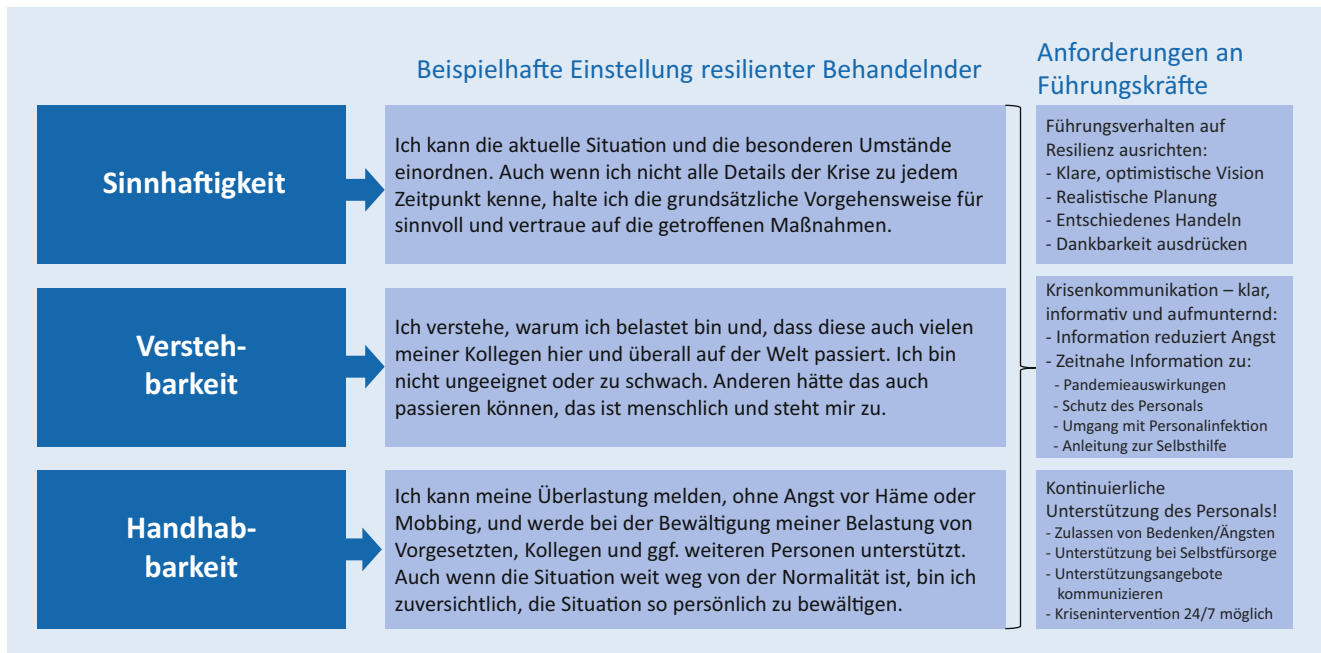 Beispielhafte Einstellung resilienter Behandelnder
Anforderungen an
Führungskräfte
Sinnhaftigkeit
Ich kann die aktuelle Situation und die besonderen Umstände
einordnen. Auch wenn ich nicht alle Details der Krise zu jedem
Zeitpunkt kenne, halte ich die grundsätzliche Vorgehensweise für
sinnvoll und vertraue auf die getroffenen Maßnahmen.
Versteh-
barkeit
Ich verstehe, warum ich belastet bin und, dass diese auch vielen
meiner Kollegen hier und überall auf der Welt passiert. Ich bin
nicht ungeeignet oder zu schwach. Anderen hätte das auch
passieren können, das ist menschlich und steht mir zu.
Handhab-
barkeit
Ich kann meine Überlastung melden, ohne Angst vor Häme oder
Mobbing, und werde bei der Bewältigung meiner Belastung von
Vorgesetzten, Kollegen und ggf. weiteren Personen unterstützt.
Auch wenn die Situation weit weg von der Normalität ist, bin ich
zuversichtlich, die Situation so persönlich zu bewältigen.
Führungsverhalten auf
Resilienz ausrichten:
- Klare, optimistische Vision
- Realistische Planung
- Entschiedenes Handeln
- Dankbarkeit ausdrücken
Krisenkommunikation – klar,
informativ und aufmunternd:
- Information reduziert Angst
- Zeitnahe Information zu:
- Pandemieauswirkungen
- Schutz des Personals
- Umgang mit Personalinfektion
- Anleitung zur Selbsthilfe
Kontinuierliche
Unterstützung des Personals!
- Zulassen von Bedenken/Ängsten
- Unterstützung bei Selbstfürsorge
- Unterstützungsangebote
kommunizieren
- Krisenintervention 24/7 möglich